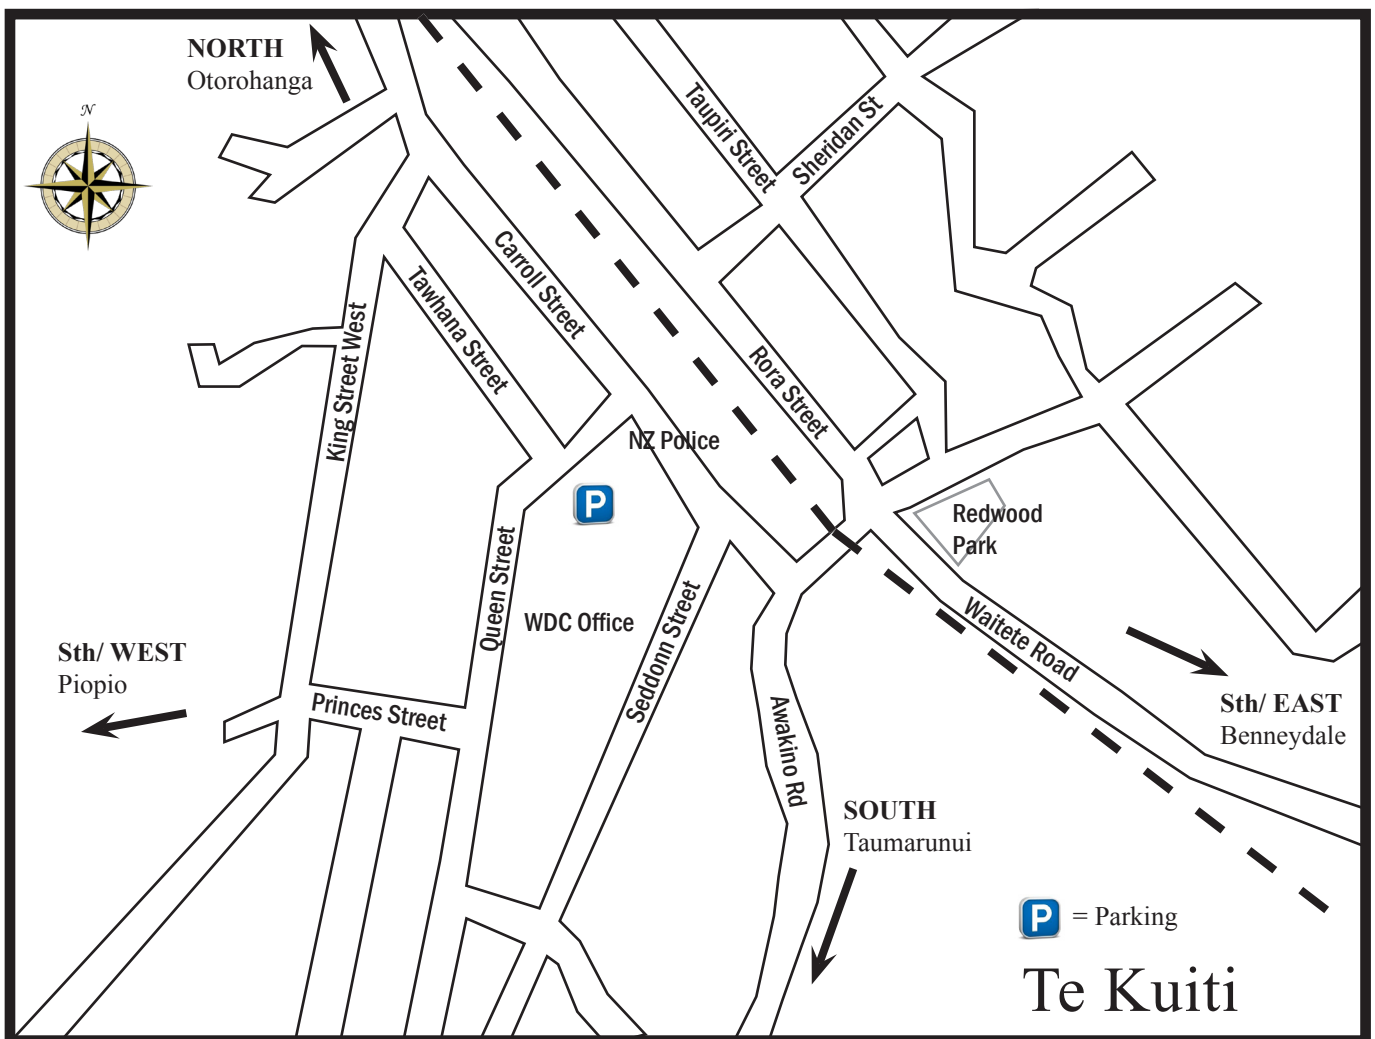 NORTH
Otorohanga
N
Taupiri Street
Sheridan St
Carroll Street
Tawhana Street
King Street West
Rora Street
NZ Police
P
Redwood
Park
Queen Street
WDC Office
Seddonn Street
Waitete Road
Sth/ WEST
Piopio
Princes Street
Awakino Rd
Sth/ EAST
Benneydale
SOUTH
Taumarunui
P = Parking
Te Kuiti